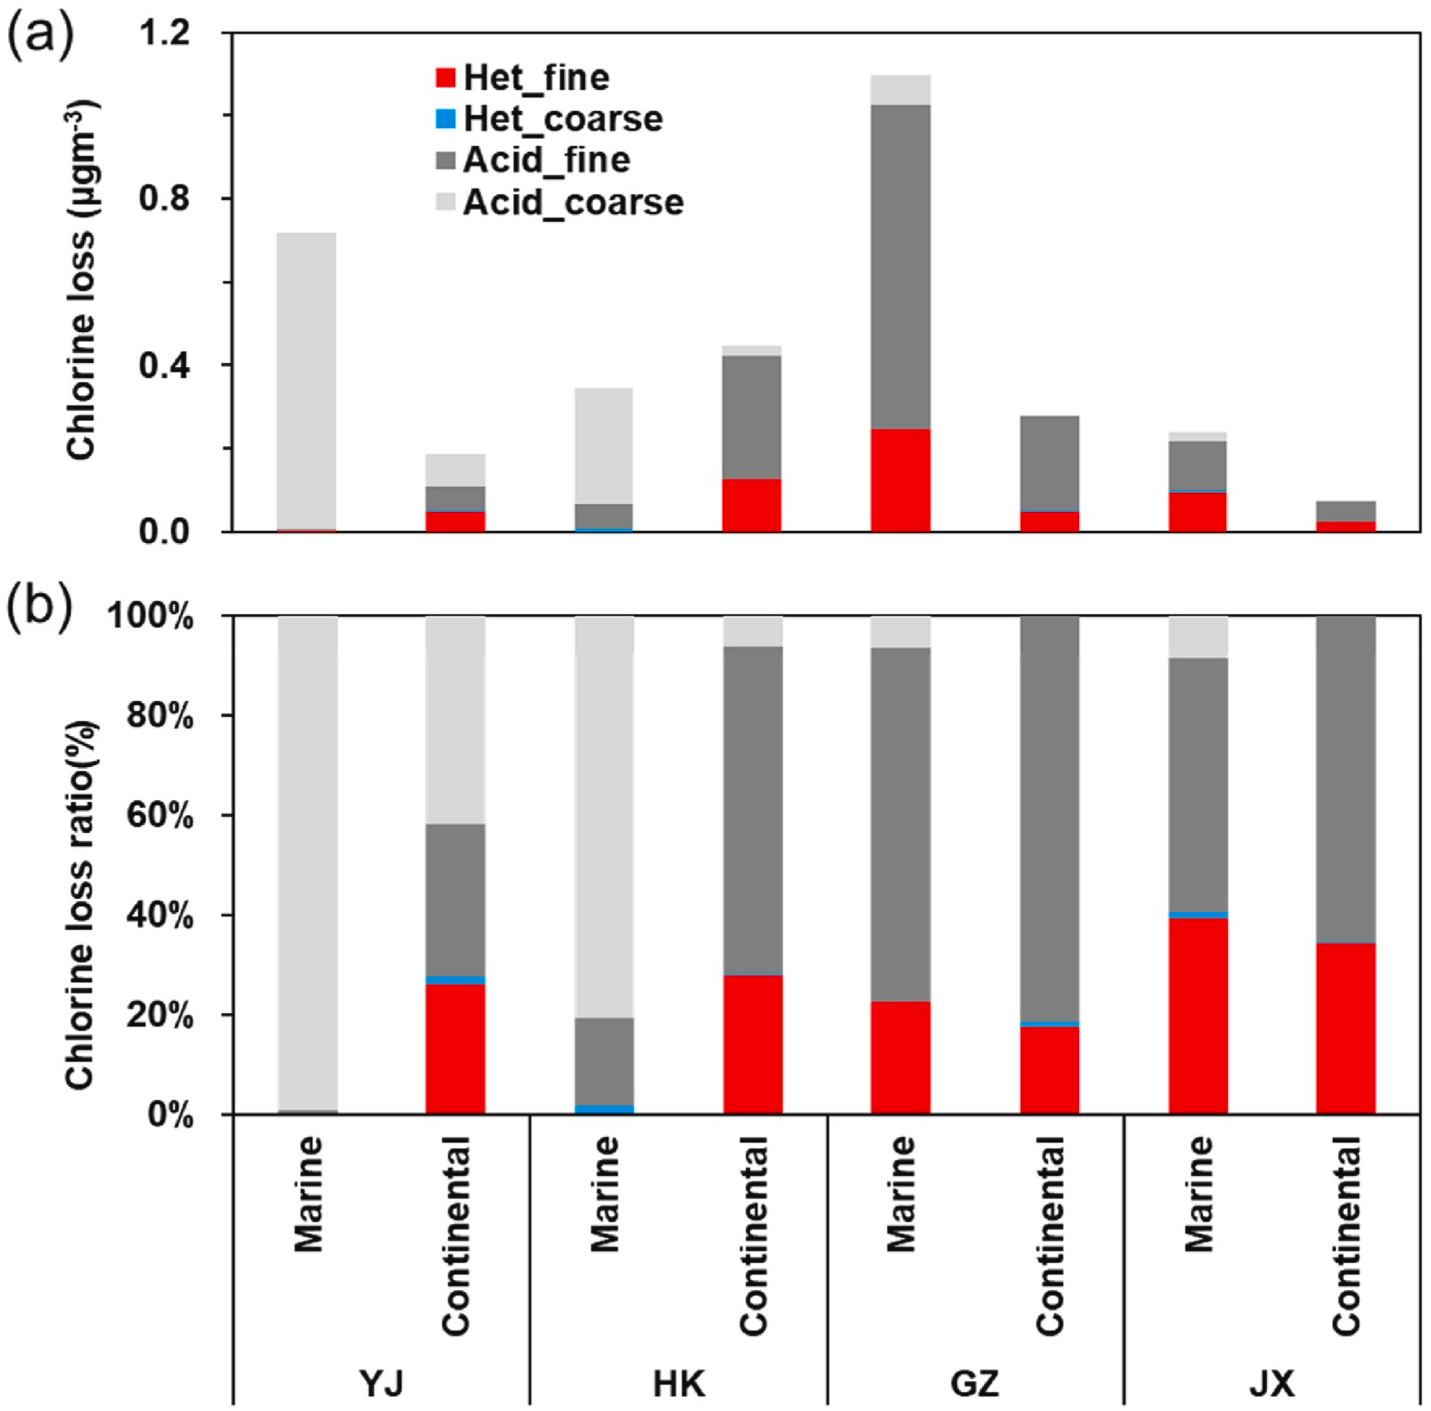 (a)
1.2
0.8
0.4
0.0
Chlorine loss (μgm⁻³)
Het_fine
Het_coarse
Acid_fine
Acid_coarse
(b)
100%
80%
60%
40%
20%
0%
Chlorine loss ratio(%)
Marine
Continental
Marine
Continental
Marine
Continental
Marine
Continental
YJ
HK
GZ
JX